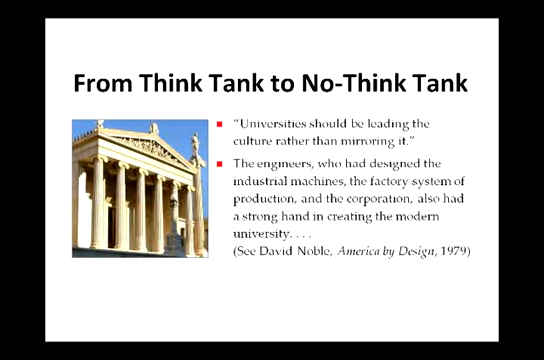 From Think Tank to No-Think Tank
"Universities should be leading the
culture rather than mirroring it."
The engineers, who had designed the
industrial machines, the factory system of
production, and the corporation, also had
a strong hand in creating the modern
university. . . .
(See David Noble, America by Design, 1979)